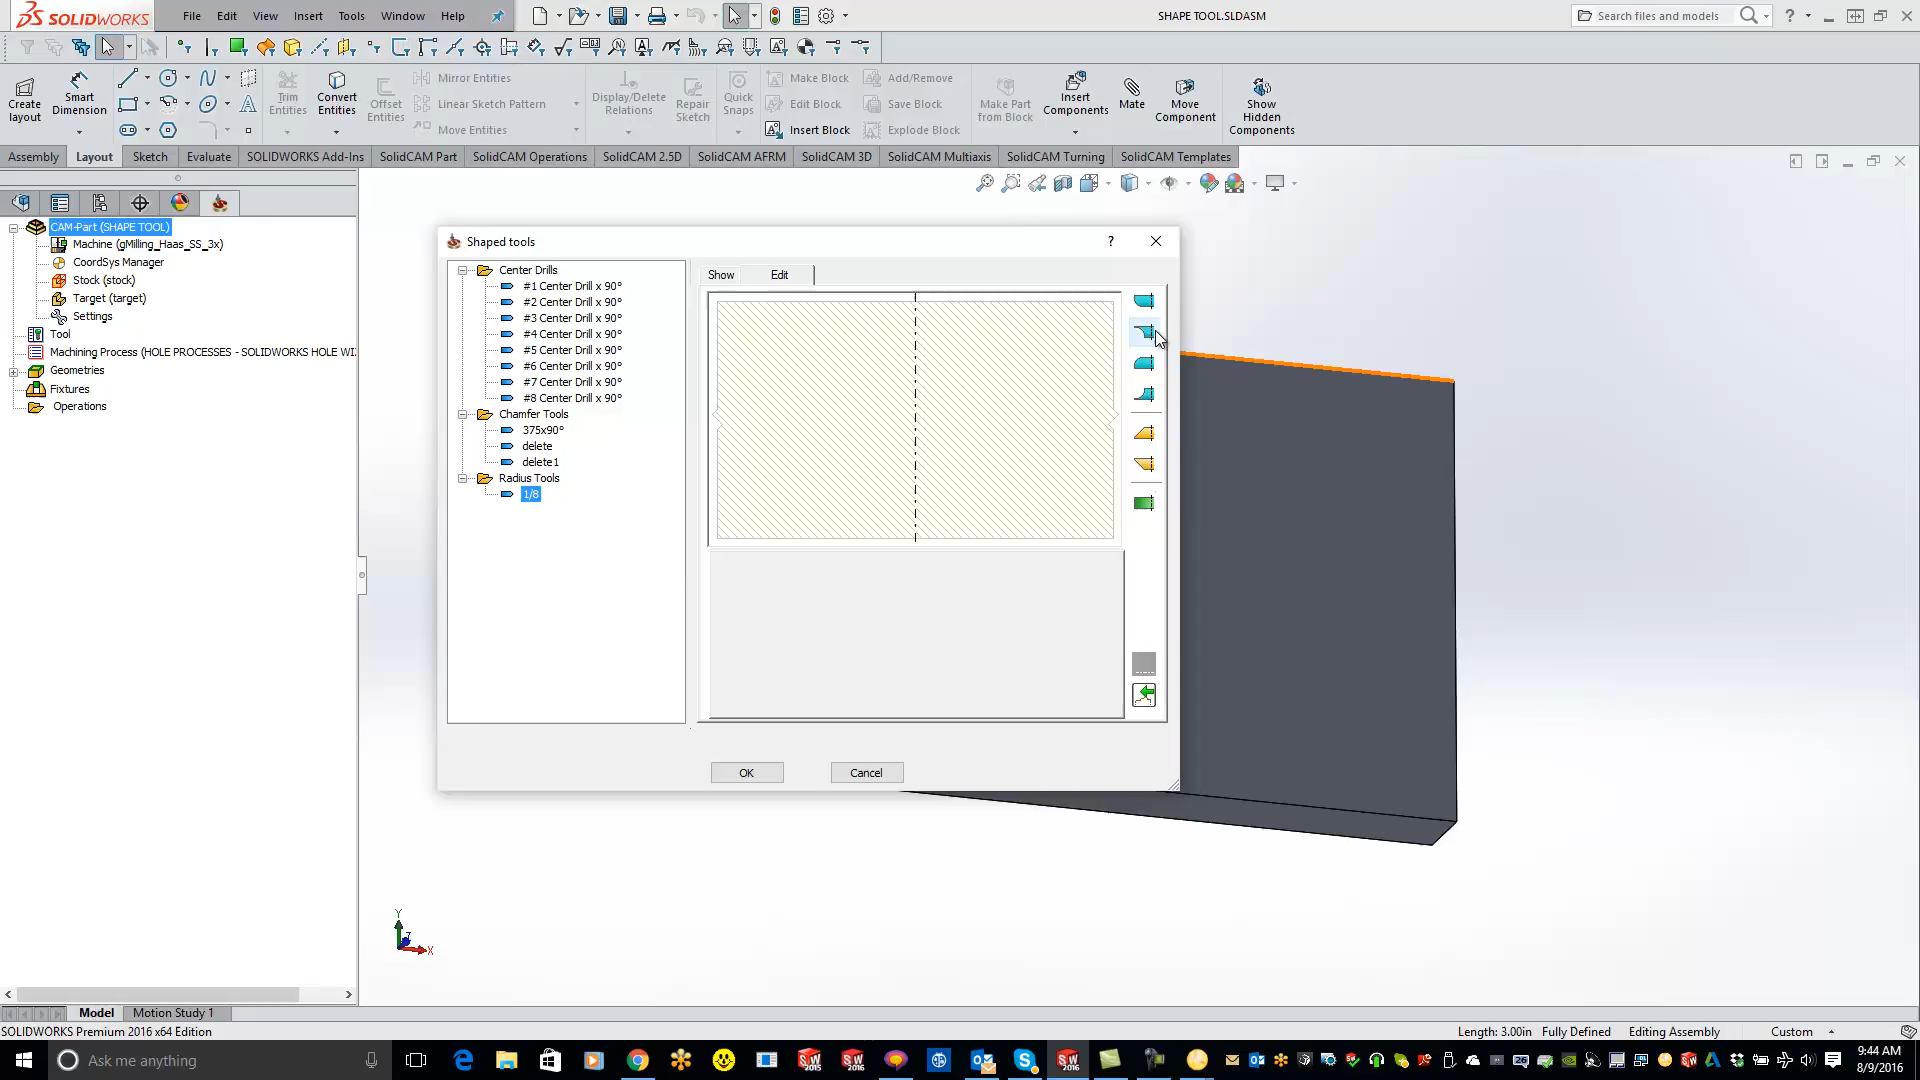 SOLIDWORKS File Edit View Insert Tools Window Help SHAPE TOOL.SLDASM Search files and models
Create layout
Smart Dimension
Trim Entities
Convert Entities
Offset Entities
Mirror Entities
Linear Sketch Pattern
Move Entities
Display/Delete Relations
Repair Sketch
Quick Snaps
Make Block
Edit Block
Insert Block
Add/Remove
Save Block
Explode Block
Make Part from Block
Insert Components
Mate
Move Component
Show Hidden Components
Assembly Layout Sketch Evaluate SOLIDWORKS Add-Ins SolidCAM Part SolidCAM Operations SolidCAM 2.5D SolidCAM AFRM SolidCAM 3D SolidCAM Multiaxis SolidCAM Turning SolidCAM Templates
CAM-Part (SHAPE TOOL)
Machine (gMilling_Haas_SS_3x)
CoordSys Manager
Stock (stock)
Target (target)
Settings
Tool
Machining Process (HOLE PROCESSES - SOLIDWORKS HOLE WI
Geometries
Fixtures
Operations
Shaped tools ?
Center Drills
#1 Center Drill x 90°
#2 Center Drill x 90°
#3 Center Drill x 90°
#4 Center Drill x 90°
#5 Center Drill x 90°
#6 Center Drill x 90°
#7 Center Drill x 90°
#8 Center Drill x 90°
Chamfer Tools
375x90°
delete
delete1
Radius Tools
1/8
Show Edit
OK Cancel
Y
Z
X
Model Motion Study 1
SOLIDWORKS Premium 2016 x64 Edition Length: 3.00in Fully Defined Editing Assembly Custom
Ask me anything
SW 2015 SW 2016 SW 2016
26
9:44 AM
8/9/2016